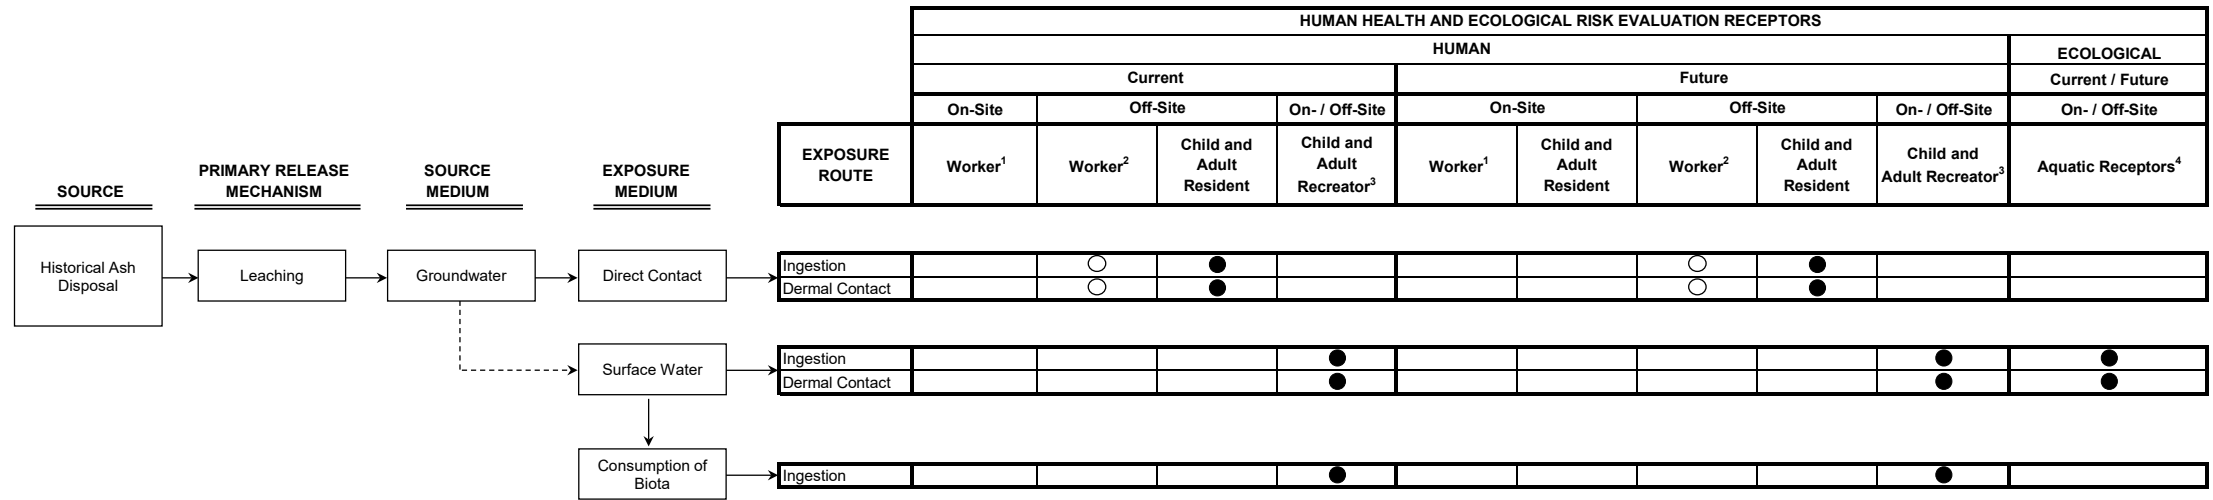 HUMAN HEALTH AND ECOLOGICAL RISK EVALUATION RECEPTORS
HUMAN
ECOLOGICAL
Current
Future
Current / Future
On-Site
Off-Site
On- / Off-Site
On-Site
Off-Site
On- / Off-Site
On- / Off-Site
EXPOSURE
ROUTE
Worker1
Worker2
Child and
Adult
Resident
Child and
Adult
Recreator3
Worker1
Child and
Adult
Resident
Worker2
Child and
Adult
Resident
Child and
Adult Recreator3
Aquatic Receptors4
SOURCE
PRIMARY RELEASE
MECHANISM
SOURCE
MEDIUM
EXPOSURE
MEDIUM
Historical Ash
Disposal
Leaching
Groundwater
Direct Contact
Ingestion
Dermal Contact
Surface Water
Ingestion
Dermal Contact
Consumption of
Biota
Ingestion